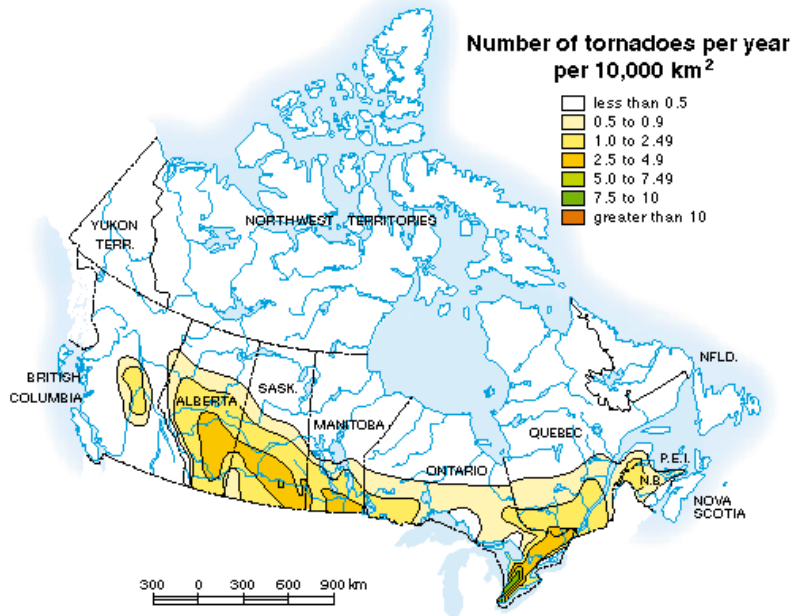 Number of tornadoes per year
per 10,000 km²
less than 0.5
0.5 to 0.9
1.0 to 2.49
2.5 to 4.9
5.0 to 7.49
7.5 to 10
greater than 10
YUKON
TERR.
NORTHWEST TERRITORIES
NFLD.
BRITISH
COLUMBIA
ALBERTA
SASK.
MANITOBA
ONTARIO
QUEBEC
P.E.I.
N.B.
NOVA
SCOTIA
300 0 300 600 900 km